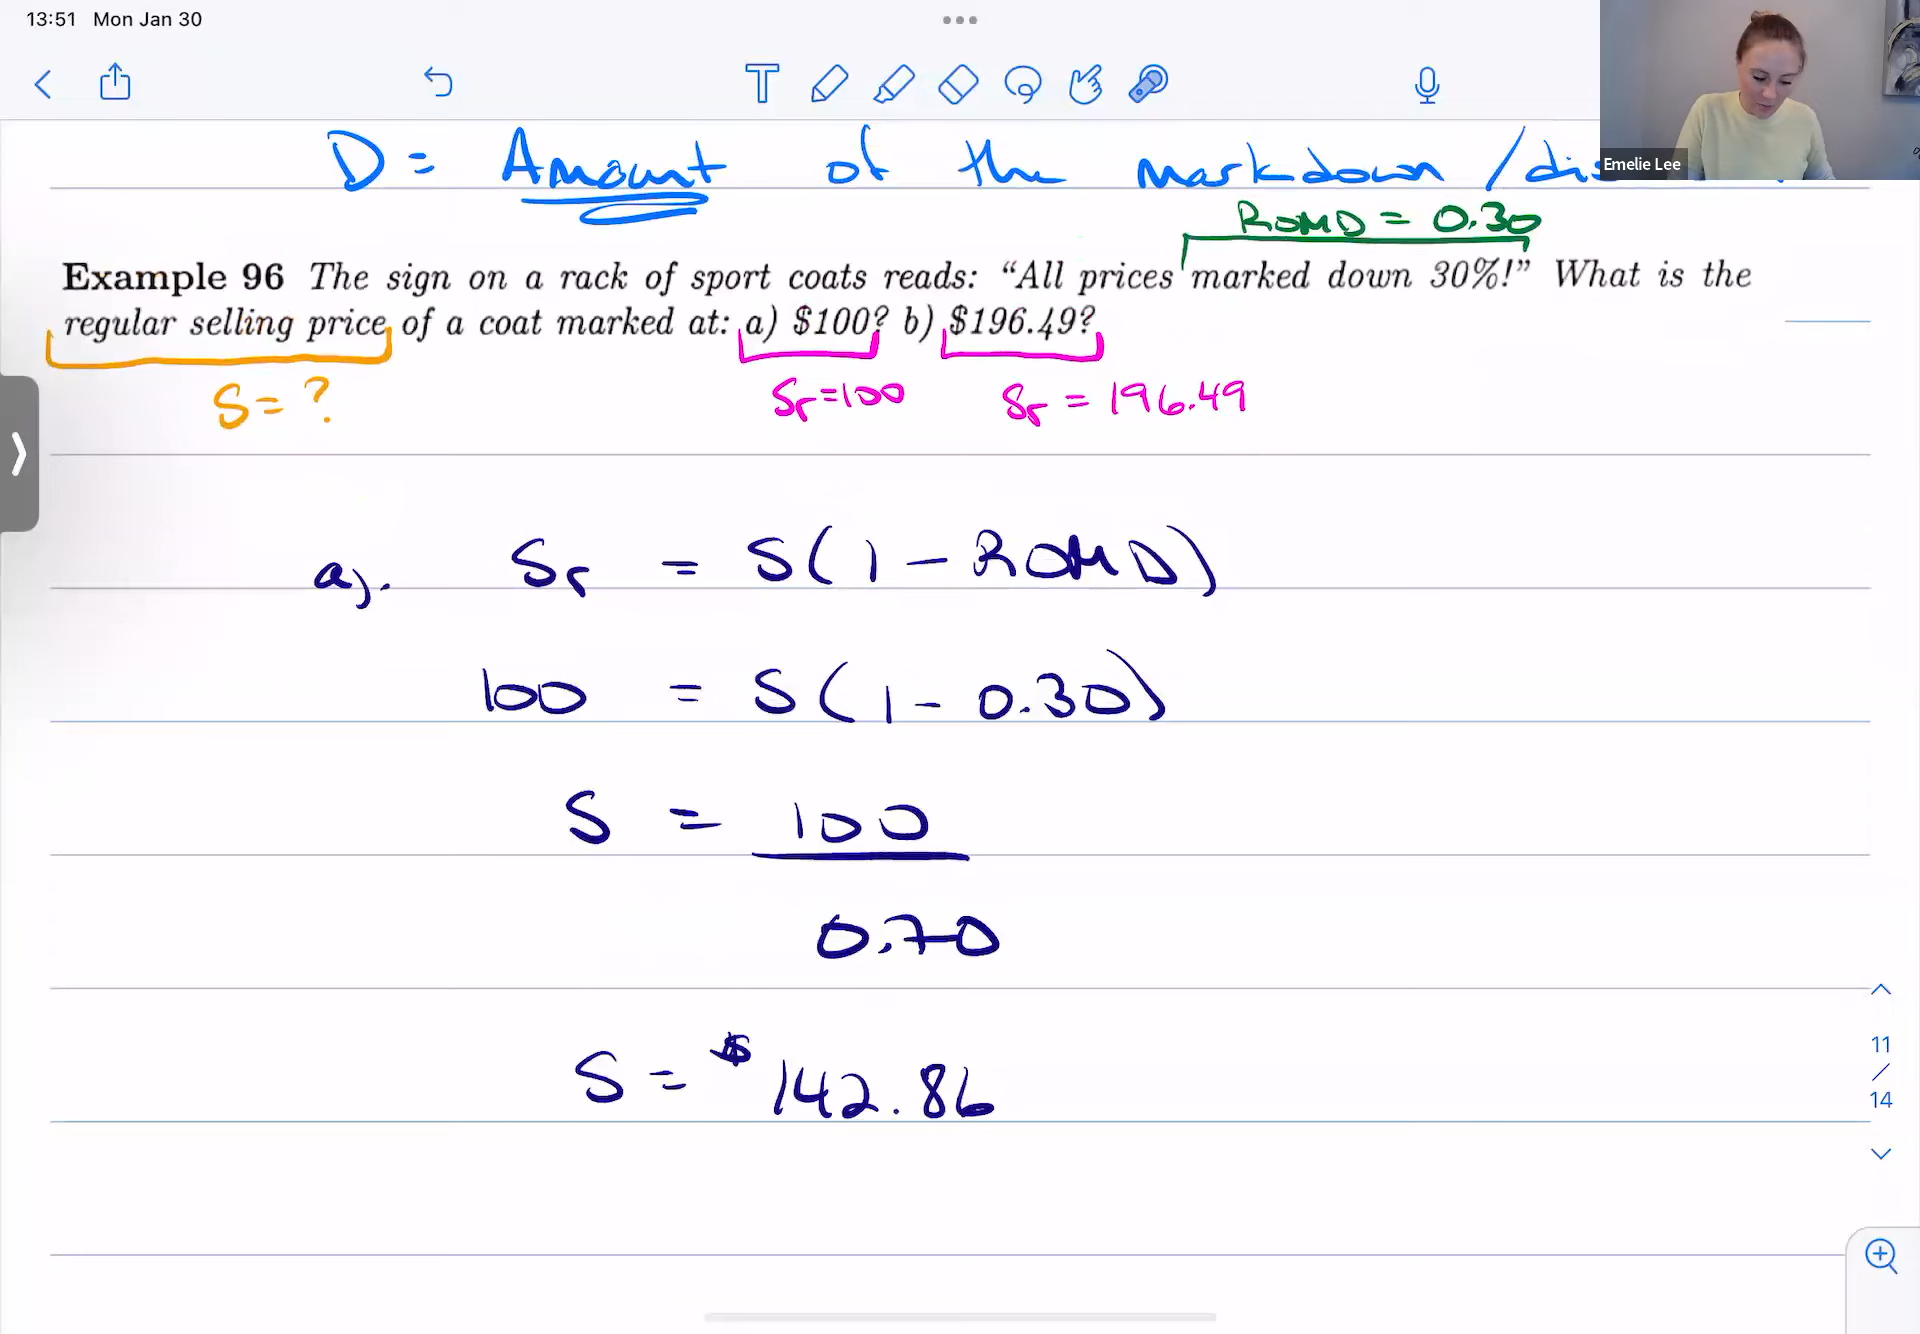 13:51 Mon Jan 30
T
Emelie Lee
D = Amount of the markdown /dis
ROMD = 0.30
Example 96 The sign on a rack of sport coats reads: “All prices marked down 30%!” What is the
regular selling price of a coat marked at: a) $100? b) $196.49?
S = ?
Sr=100
Sr = 196.49
a). Sr = S(1 - ROMD)
100 = S(1 - 0.30)
S = 100
0.70
S = $142.86
11
/
14